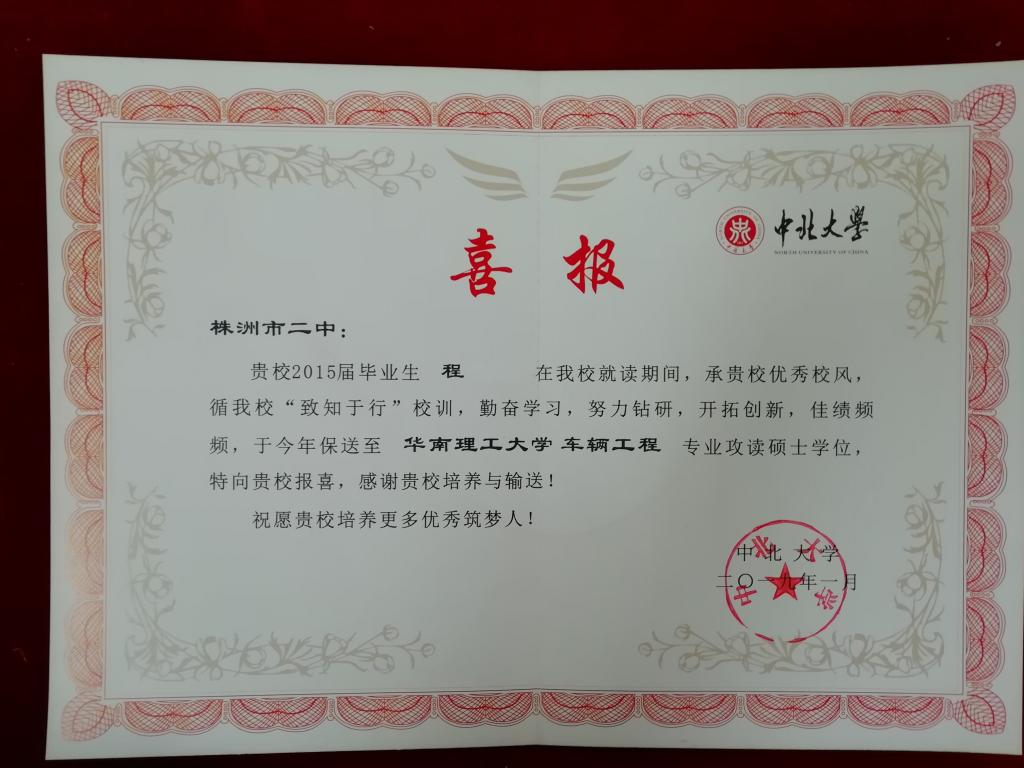 中北大學
NORTH UNIVERSITY OF CHINA
喜报
株洲市二中：
贵校2015届毕业生 程 在我校就读期间，承贵校优秀校风，
循我校“致知于行”校训，勤奋学习，努力钻研，开拓创新，佳绩频
频，于今年保送至 华南理工大学 车辆工程 专业攻读硕士学位，
特向贵校报喜，感谢贵校培养与输送！
祝愿贵校培养更多优秀筑梦人！
中北大学
二〇一九年一月
中北大学